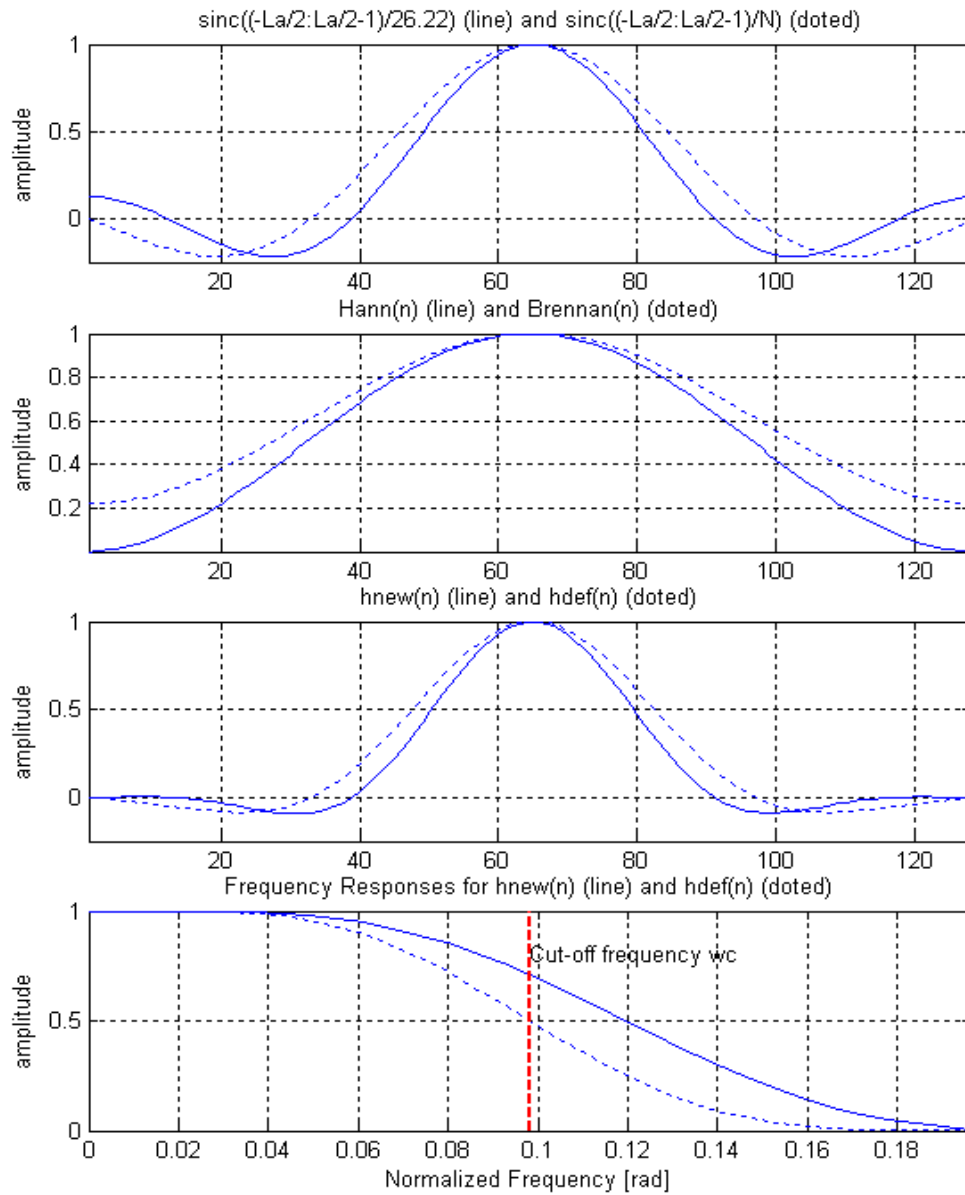 sinc((-La/2:La/2-1)/26.22) (line) and sinc((-La/2:La/2-1)/N) (doted)
1
0.5
0
amplitude
20 40 60 80 100 120
Hann(n) (line) and Brennan(n) (doted)
1
0.8
0.6
0.4
0.2
amplitude
20 40 60 80 100 120
hnew(n) (line) and hdef(n) (doted)
1
0.5
0
amplitude
20 40 60 80 100 120
Frequency Responses for hnew(n) (line) and hdef(n) (doted)
1
0.5
0
amplitude
Cut-off frequency wc
0 0.02 0.04 0.06 0.08 0.1 0.12 0.14 0.16 0.18
Normalized Frequency [rad]